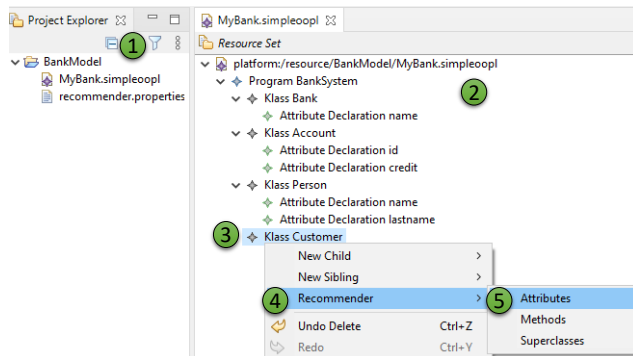 Project Explorer
MyBank.simpleoopl
1
Resource Set
BankModel
platform:/resource/BankModel/MyBank.simpleoopl
MyBank.simpleoopl
Program BankSystem
2
recommender.properties
Klass Bank
Attribute Declaration name
Klass Account
Attribute Declaration id
Attribute Declaration credit
Klass Person
Attribute Declaration name
Attribute Declaration lastname
3 Klass Customer
New Child
New Sibling
4 Recommender
5 Attributes
Methods
Superclasses
Undo Delete Ctrl+Z
Redo Ctrl+Y